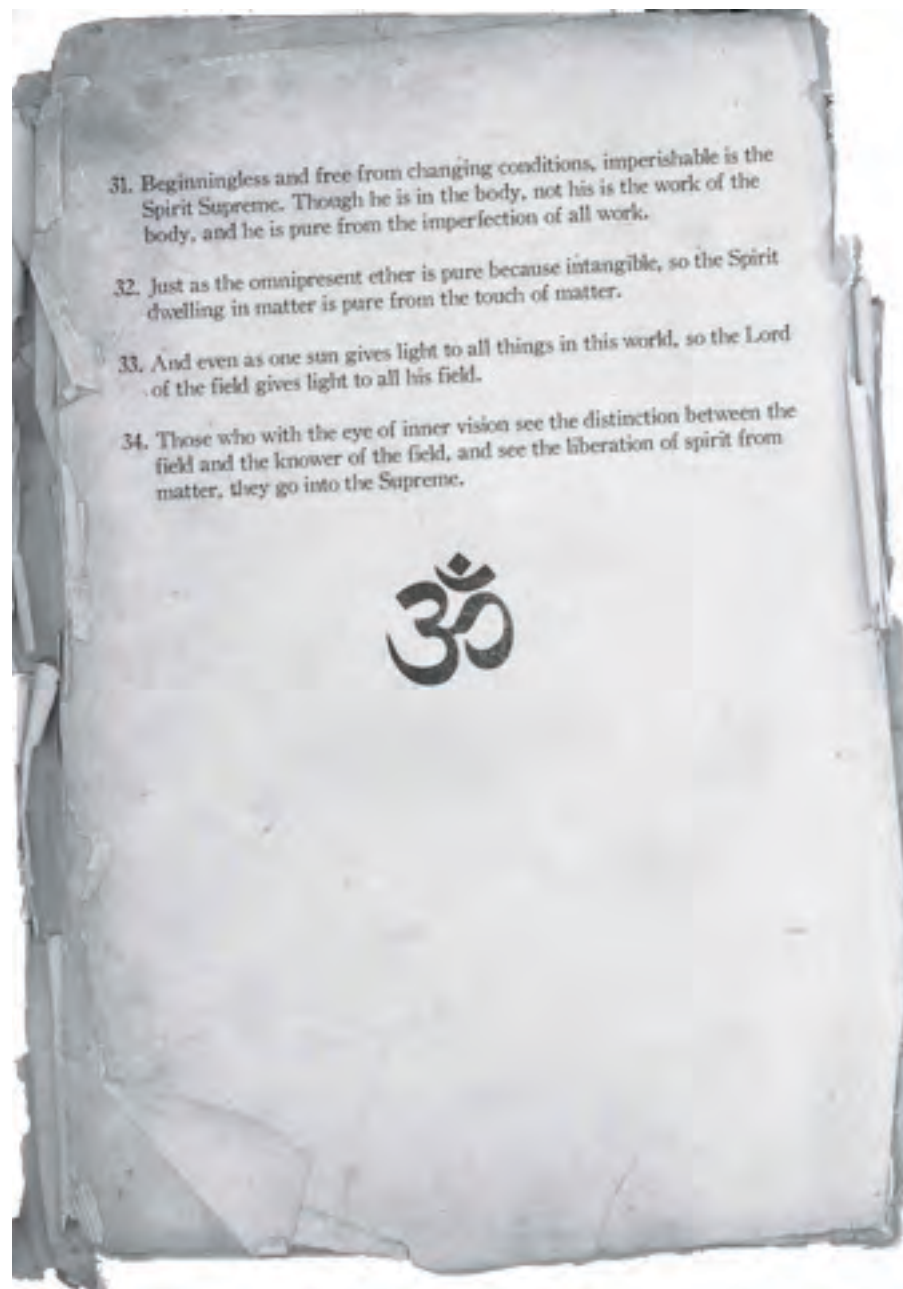 31. Beginningless and free from changing conditions, imperishable is the
Spirit Supreme. Though he is in the body, not his is the work of the
body, and he is pure from the imperfection of all work.
32. Just as the omnipresent ether is pure because intangible, so the Spirit
dwelling in matter is pure from the touch of matter.
33. And even as one sun gives light to all things in this world, so the Lord
of the field gives light to all his field.
34. Those who with the eye of inner vision see the distinction between the
field and the knower of the field, and see the liberation of spirit from
matter, they go into the Supreme.
ॐ